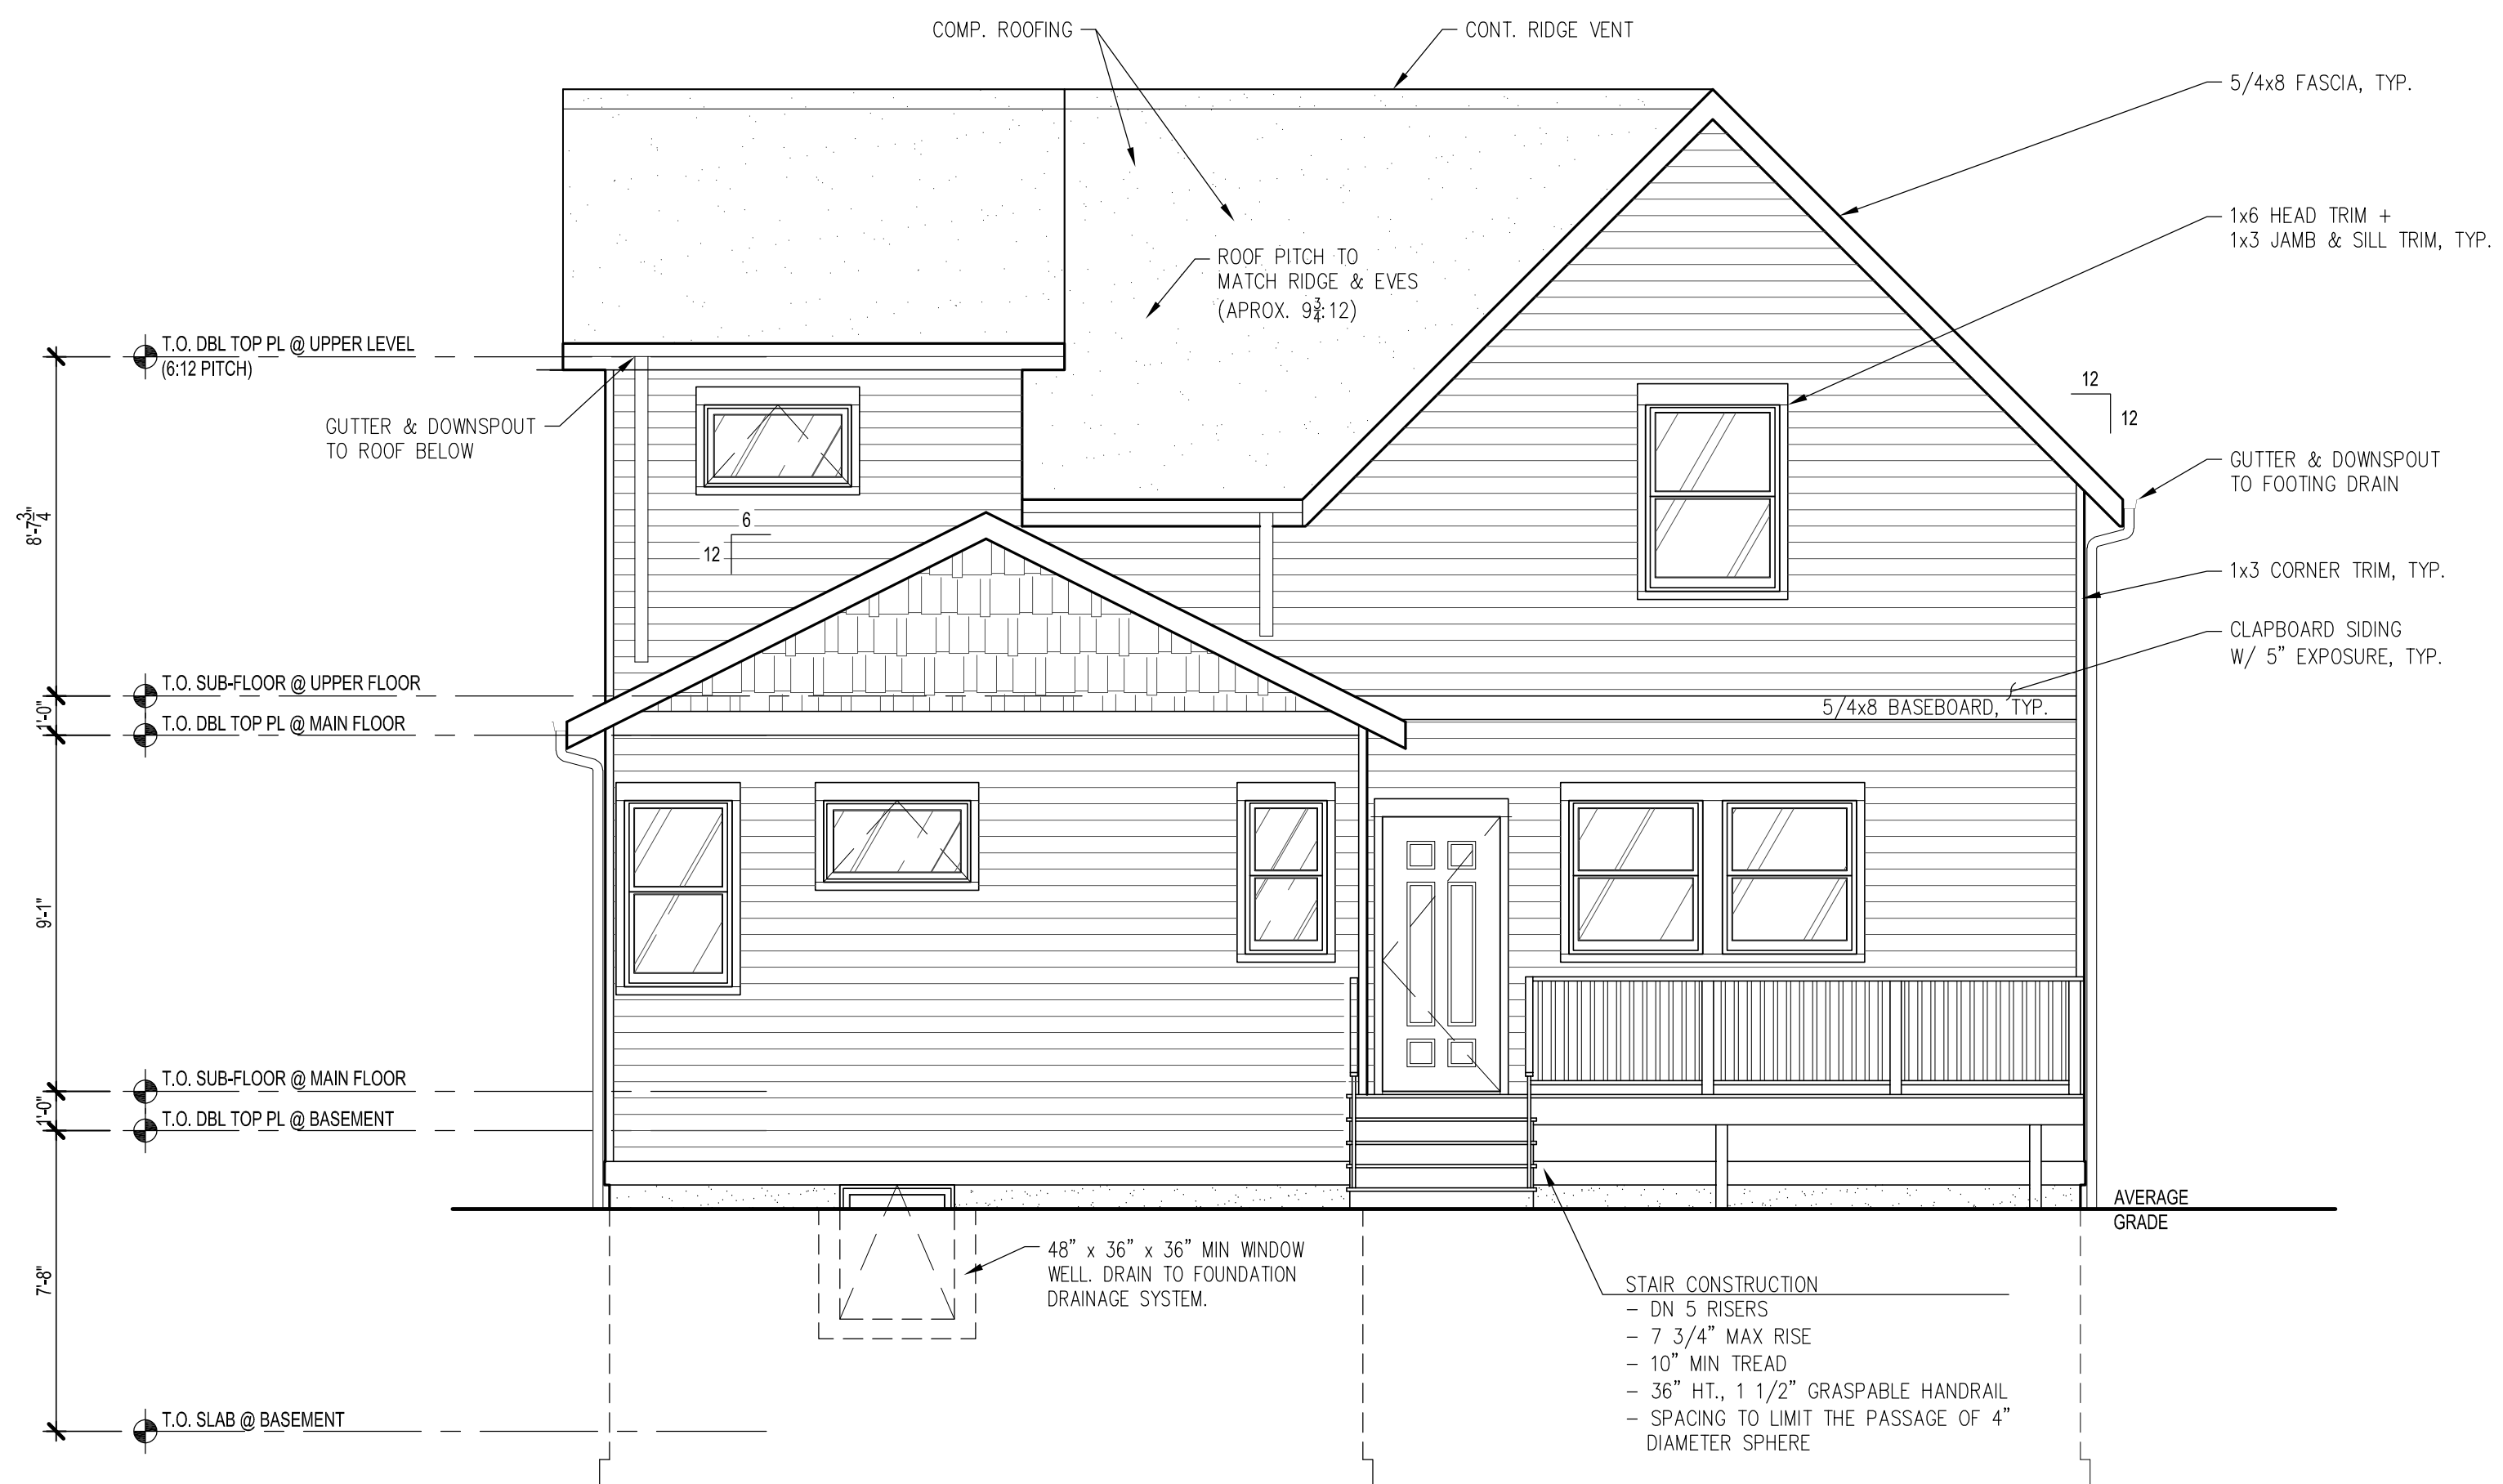 COMP. ROOFING
CONT. RIDGE VENT
5/4x8 FASCIA, TYP.
1x6 HEAD TRIM +
1x3 JAMB & SILL TRIM, TYP.
ROOF PITCH TO
MATCH RIDGE & EVES
(APROX. 9¾:12)
T.O. DBL TOP PL @ UPPER LEVEL
(6:12 PITCH)
12
12
GUTTER & DOWNSPOUT
TO ROOF BELOW
GUTTER & DOWNSPOUT
TO FOOTING DRAIN
8'-7¾"
6
12
1x3 CORNER TRIM, TYP.
CLAPBOARD SIDING
W/ 5" EXPOSURE, TYP.
T.O. SUB-FLOOR @ UPPER FLOOR
5/4x8 BASEBOARD, TYP.
1'-0"
T.O. DBL TOP PL @ MAIN FLOOR
9'-1"
T.O. SUB-FLOOR @ MAIN FLOOR
1'-0"
T.O. DBL TOP PL @ BASEMENT
AVERAGE
GRADE
48" x 36" x 36" MIN WINDOW
WELL. DRAIN TO FOUNDATION
DRAINAGE SYSTEM.
7'-8"
STAIR CONSTRUCTION
- DN 5 RISERS
- 7 3/4" MAX RISE
- 10" MIN TREAD
- 36" HT., 1 1/2" GRASPABLE HANDRAIL
- SPACING TO LIMIT THE PASSAGE OF 4"
DIAMETER SPHERE
T.O. SLAB @ BASEMENT